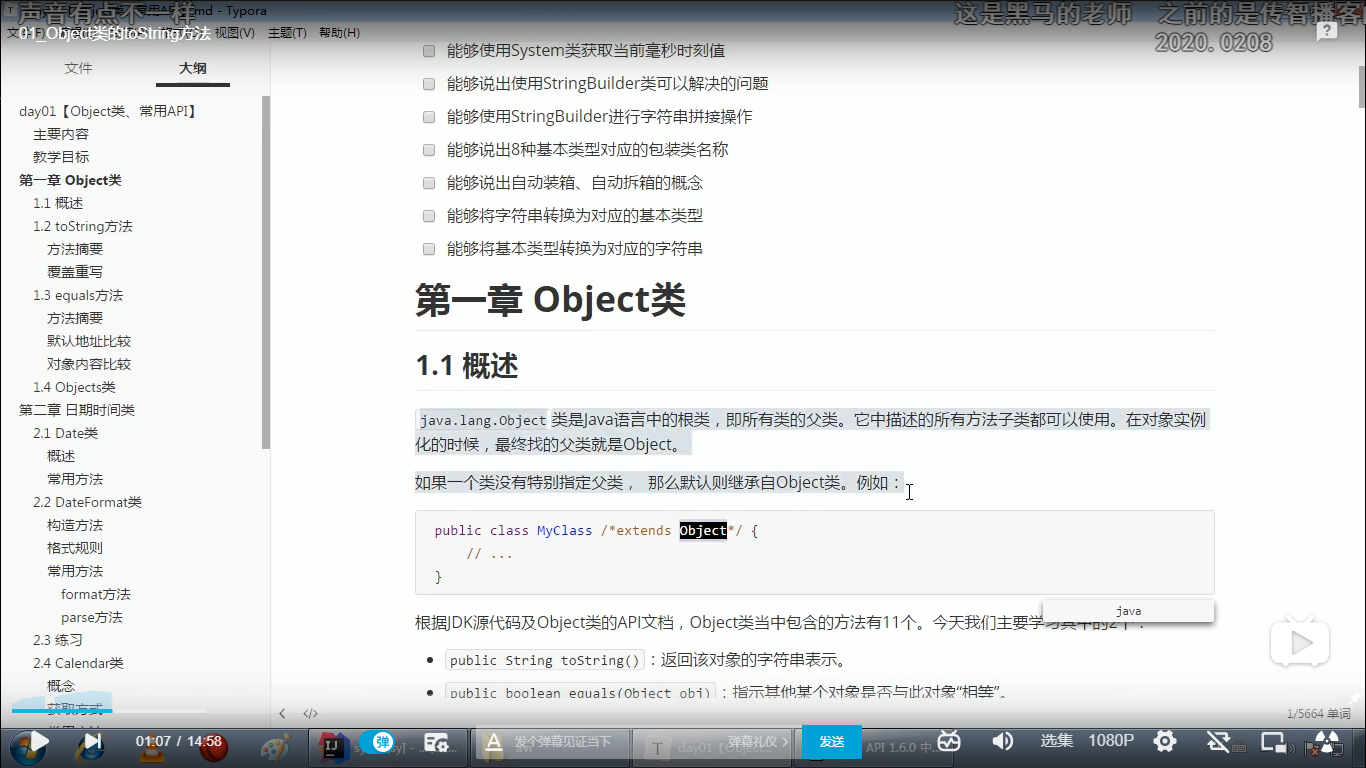 声音有点不一样
这是黑马的老师
之前的是传智播客
2020. 0208
.md - Typora
01_Object类的toString方法
视图(V) 主题(T) 帮助(H)
文件 大纲
day01【Object类、常用API】
主要内容
教学目标
第一章 Object类
1.1 概述
1.2 toString方法
方法摘要
覆盖重写
1.3 equals方法
方法摘要
默认地址比较
对象内容比较
1.4 Objects类
第二章 日期时间类
2.1 Date类
概述
常用方法
2.2 DateFormat类
构造方法
格式规则
常用方法
format方法
parse方法
2.3 练习
2.4 Calendar类
概念
获取方式
能够使用System类获取当前毫秒时刻值
能够说出使用StringBuilder类可以解决的问题
能够使用StringBuilder进行字符串拼接操作
能够说出8种基本类型对应的包装类名称
能够说出自动装箱、自动拆箱的概念
能够将字符串转换为对应的基本类型
能够将基本类型转换为对应的字符串
第一章 Object类
1.1 概述
java.lang.Object 类是Java语言中的根类，即所有类的父类。它中描述的所有方法子类都可以使用。在对象实例
化的时候，最终找的父类就是Object。
如果一个类没有特别指定父类， 那么默认则继承自Object类。例如：
public class MyClass /*extends Object*/ {
// ...
}
java
根据JDK源代码及Object类的API文档，Object类当中包含的方法有11个。今天我们主要学习其中的2个：
public String toString()：返回该对象的字符串表示。
public boolean equals(Object obj)：指示其他某个对象是否与此对象“相等”。
1/5664 单词
01:07 / 14:58
弹
发个弹幕见证当下
弹幕礼仪
发送
day01【Object
API 1.6.0 中
选集 1080P